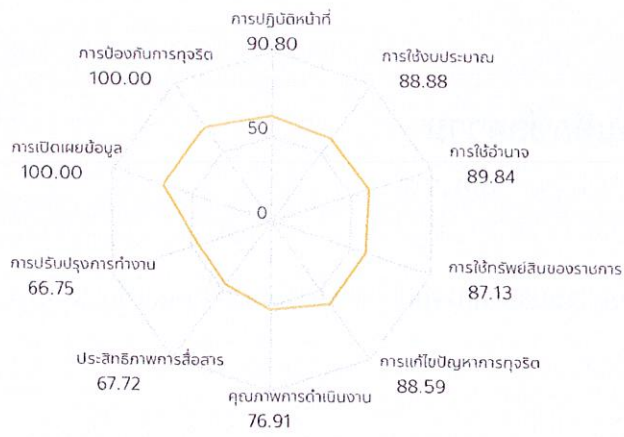 การปฏิบัติหน้าที่
90.80
การป้องกันการทุจริต
100.00
การใช้งบประมาณ
88.88
50
การเปิดเผยข้อมูล
100.00
การใช้อำนาจ
89.84
0
การปรับปรุงการทำงาน
66.75
การใช้ทรัพย์สินของราชการ
87.13
ประสิทธิภาพการสื่อสาร
67.72
การแก้ไขปัญหาการทุจริต
88.59
คุณภาพการดำเนินงาน
76.91